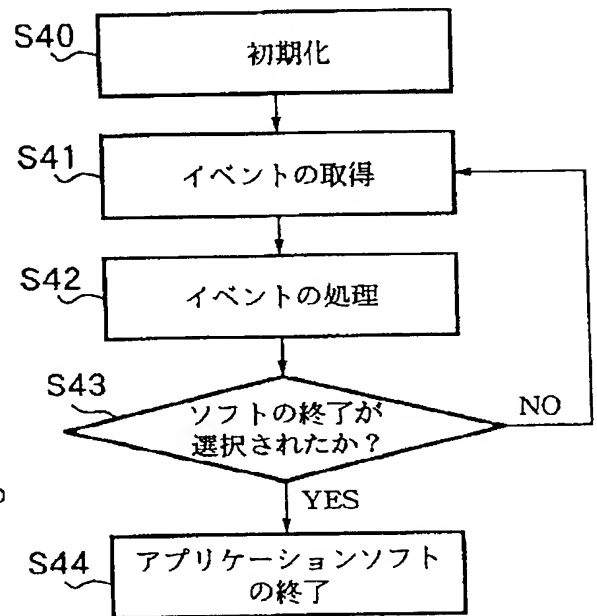 S40
初期化
S41
イベントの取得
S42
イベントの処理
S43
ソフトの終了が
選択されたか？
NO
YES
S44
アプリケーションソフト
の終了